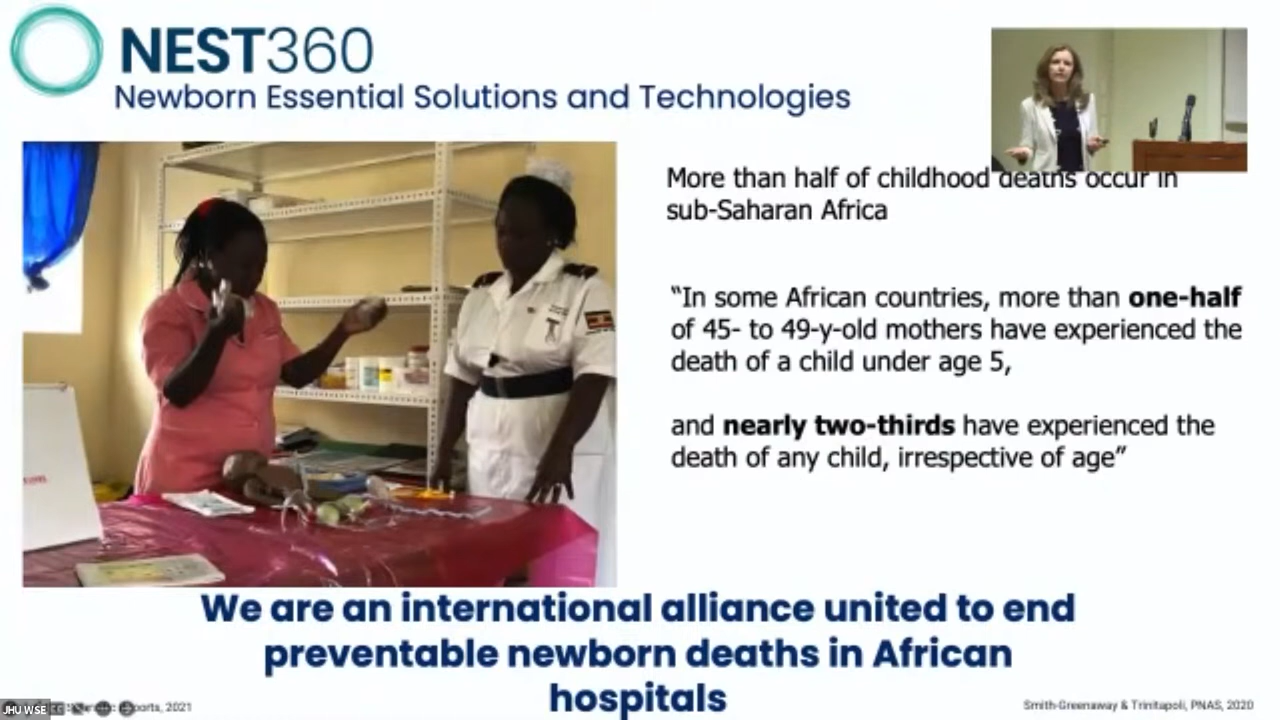 NEST360
Newborn Essential Solutions and Technologies
More than half of childhood deaths occur in
sub-Saharan Africa
“In some African countries, more than one-half
of 45- to 49-y-old mothers have experienced the
death of a child under age 5,
and nearly two-thirds have experienced the
death of any child, irrespective of age”
We are an international alliance united to end
preventable newborn deaths in African
hospitals
JHU WSE
2021
Smith-Greenaway & Trinitapoli, PNAS, 2020